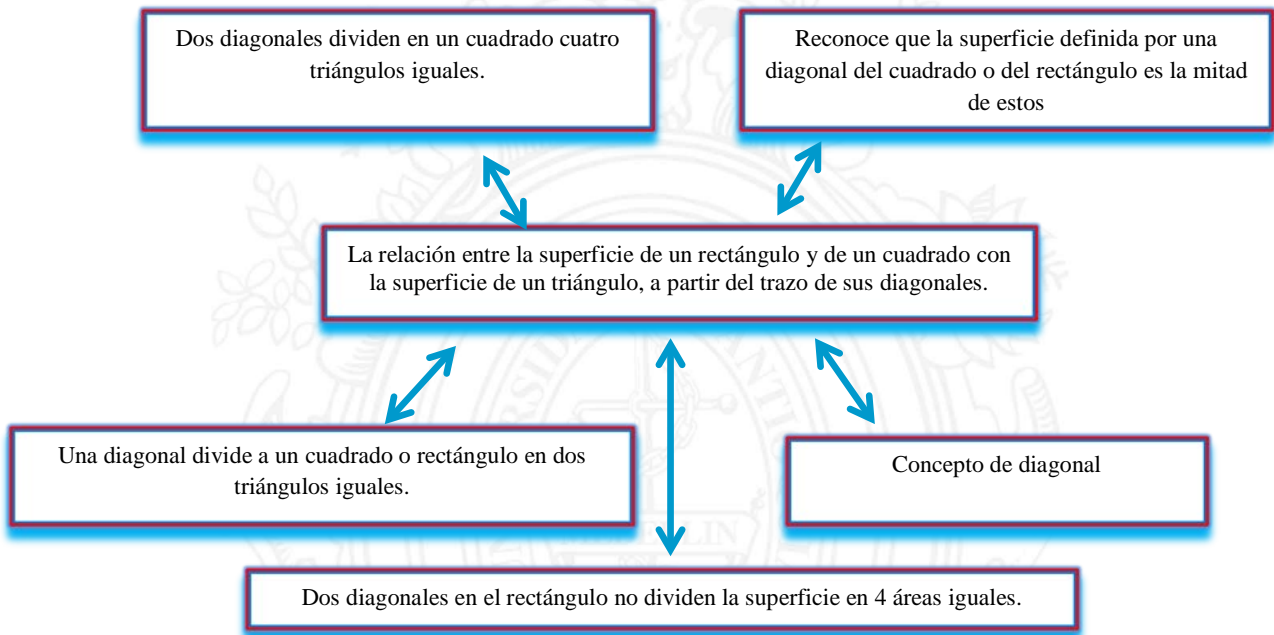 Dos diagonales dividen en un cuadrado cuatro
triángulos iguales.
Reconoce que la superficie definida por una
diagonal del cuadrado o del rectángulo es la mitad
de estos
La relación entre la superficie de un rectángulo y de un cuadrado con
la superficie de un triángulo, a partir del trazo de sus diagonales.
Una diagonal divide a un cuadrado o rectángulo en dos
triángulos iguales.
Concepto de diagonal
Dos diagonales en el rectángulo no dividen la superficie en 4 áreas iguales.